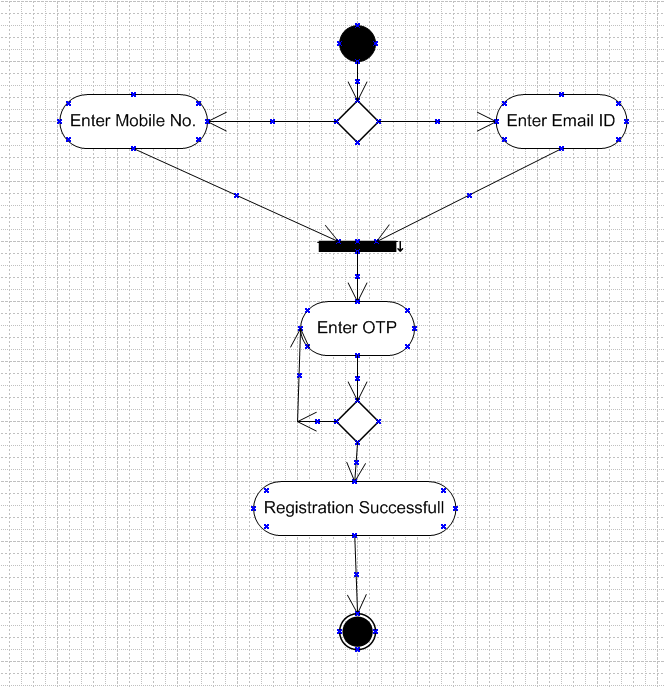 Enter Mobile No.
Enter Email ID
Enter OTP
Registration Successfull